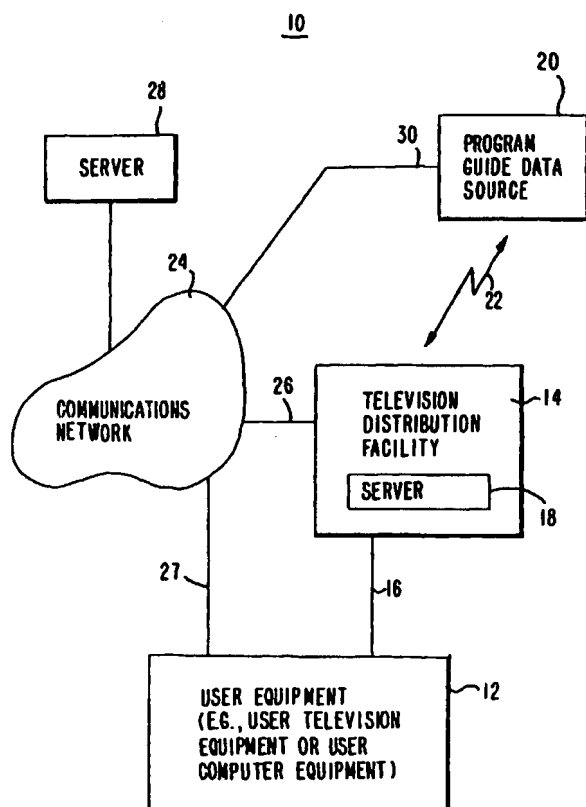 10
28
SERVER
20
PROGRAM
GUIDE DATA
SOURCE
30
24
22
COMMUNICATIONS
NETWORK
26
TELEVISION
DISTRIBUTION
FACILITY
14
SERVER
18
27
16
USER EQUIPMENT
(E.G., USER TELEVISION
EQUIPMENT OR USER
COMPUTER EQUIPMENT)
12